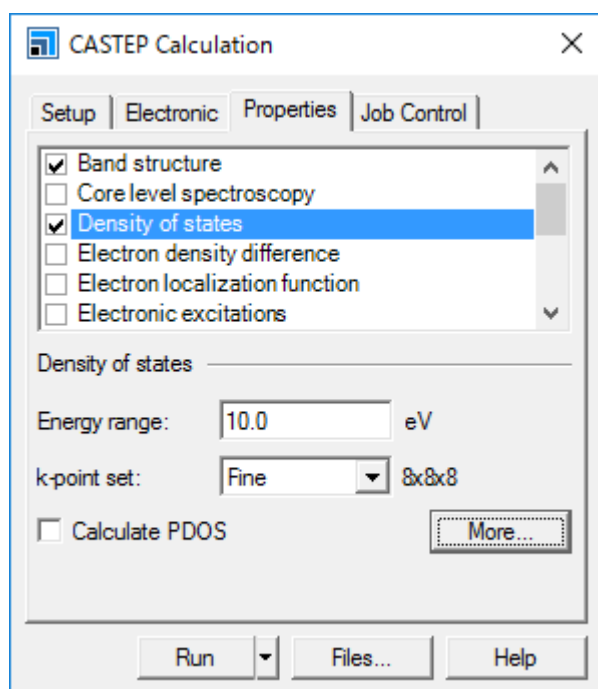 CASTEP Calculation
Setup Electronic Properties Job Control
Band structure
Core level spectroscopy
Density of states
Electron density difference
Electron localization function
Electronic excitations
Density of states
Energy range: 10.0 eV
k-point set: Fine 8x8x8
Calculate PDOS More...
Run Files... Help